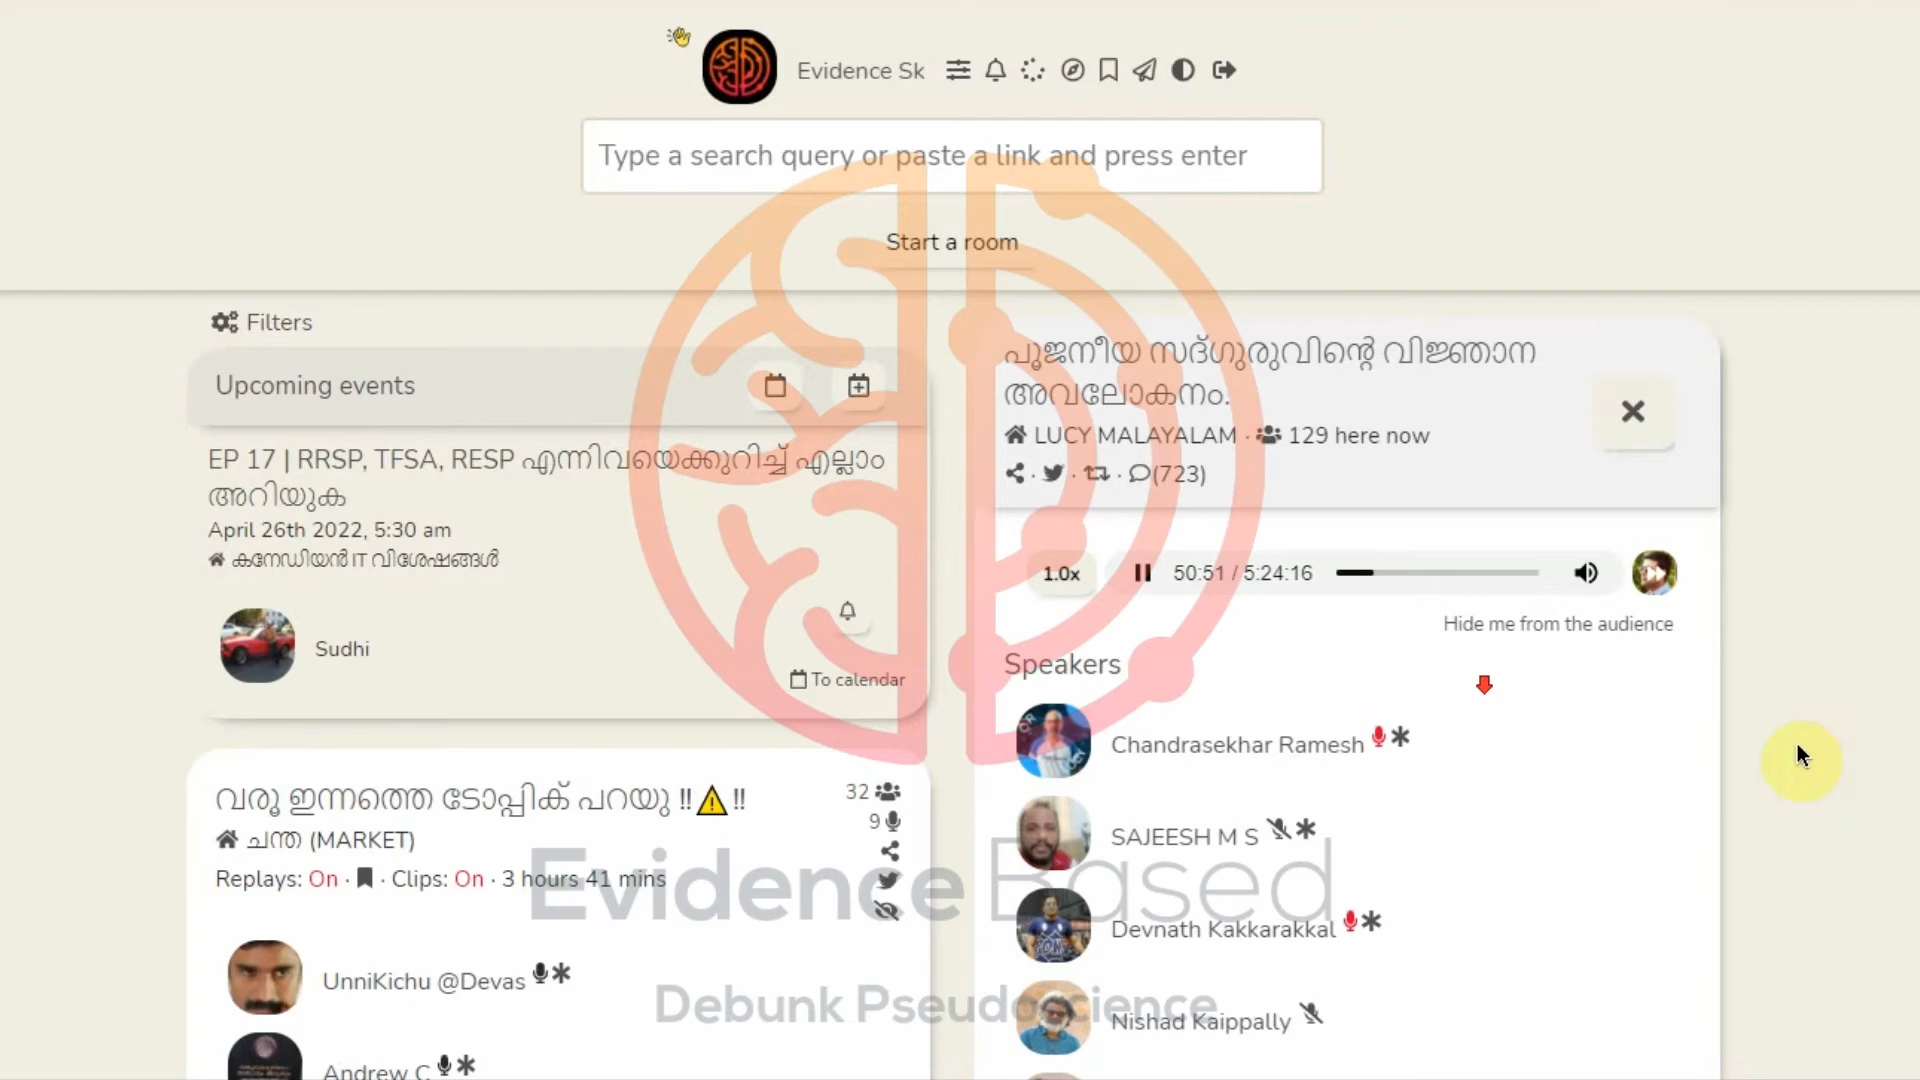 Evidence Sk
Type a search query or paste a link and press enter
Start a room
Filters
Upcoming events
EP 17 | RRSP, TFSA, RESP എന്നിവയെക്കുറിച്ച് എല്ലാം
അറിയുക
April 26th 2022, 5:30 am
കനേഡിയൻ IT വിശേഷങ്ങൾ
Sudhi
To calendar
വരൂ ഇന്നത്തെ ടോപ്പിക് പറയു ‼⚠‼
32
9
ചന്ത (MARKET)
Replays: On · Clips: On · 3 hours 41 mins
UnniKichu @Devas
Andrew C
പൂജനീയ സദ്ഗുരുവിന്റെ വിജ്ഞാന
അവലോകനം.
LUCY MALAYALAM · 129 here now
(723)
1.0x 50:51 / 5:24:16
Hide me from the audience
Speakers
Chandrasekhar Ramesh
SAJEESH M S
Devnath Kakkarakkal
Nishad Kaippally
EvidenceBased
Debunk Pseudoscience